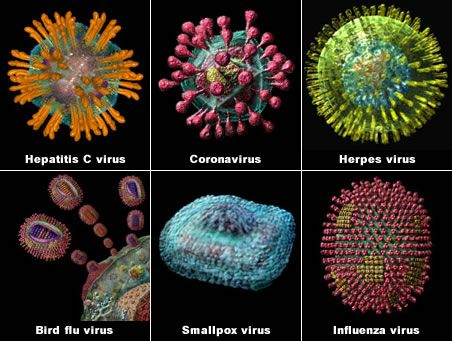 Hepatitis C virus
Coronavirus
Herpes virus
Bird flu virus
Smallpox virus
Influenza virus